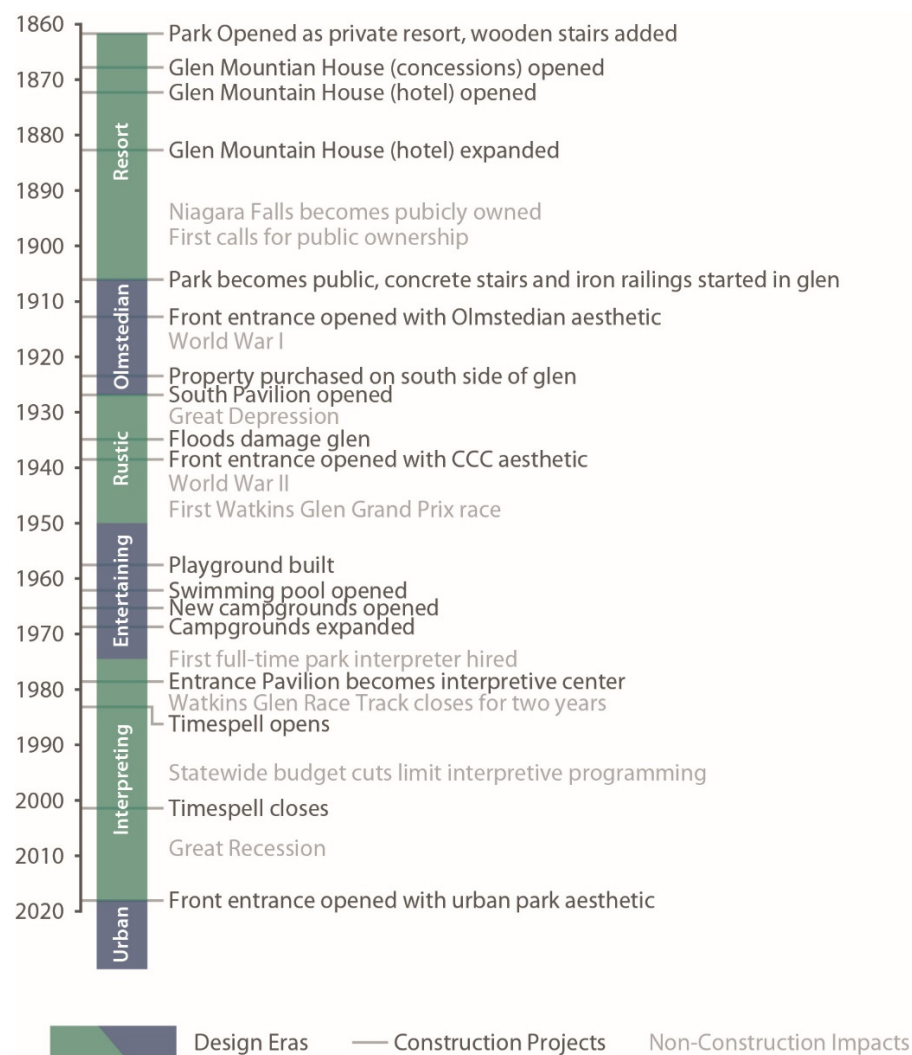 1860
Park Opened as private resort, wooden stairs added
Glen Mountian House (concessions) opened
1870
Glen Mountain House (hotel) opened
1880
Glen Mountain House (hotel) expanded
Resort
1890
Niagara Falls becomes pubicly owned
First calls for public ownership
1900
Park becomes public, concrete stairs and iron railings started in glen
1910
Front entrance opened with Olmstedian aesthetic
Olmstedian
World War I
1920
Property purchased on south side of glen
South Pavilion opened
1930
Great Depression
Floods damage glen
Rustic
Front entrance opened with CCC aesthetic
1940
World War II
First Watkins Glen Grand Prix race
1950
Playground built
1960
Entertaining
Swimming pool opened
New campgrounds opened
Campgrounds expanded
1970
First full-time park interpreter hired
Entrance Pavilion becomes interpretive center
1980
Watkins Glen Race Track closes for two years
Timespell opens
1990
Interpreting
Statewide budget cuts limit interpretive programming
2000
Timespell closes
Great Recession
2010
Front entrance opened with urban park aesthetic
2020
Urban
Design Eras
Construction Projects
Non-Construction Impacts